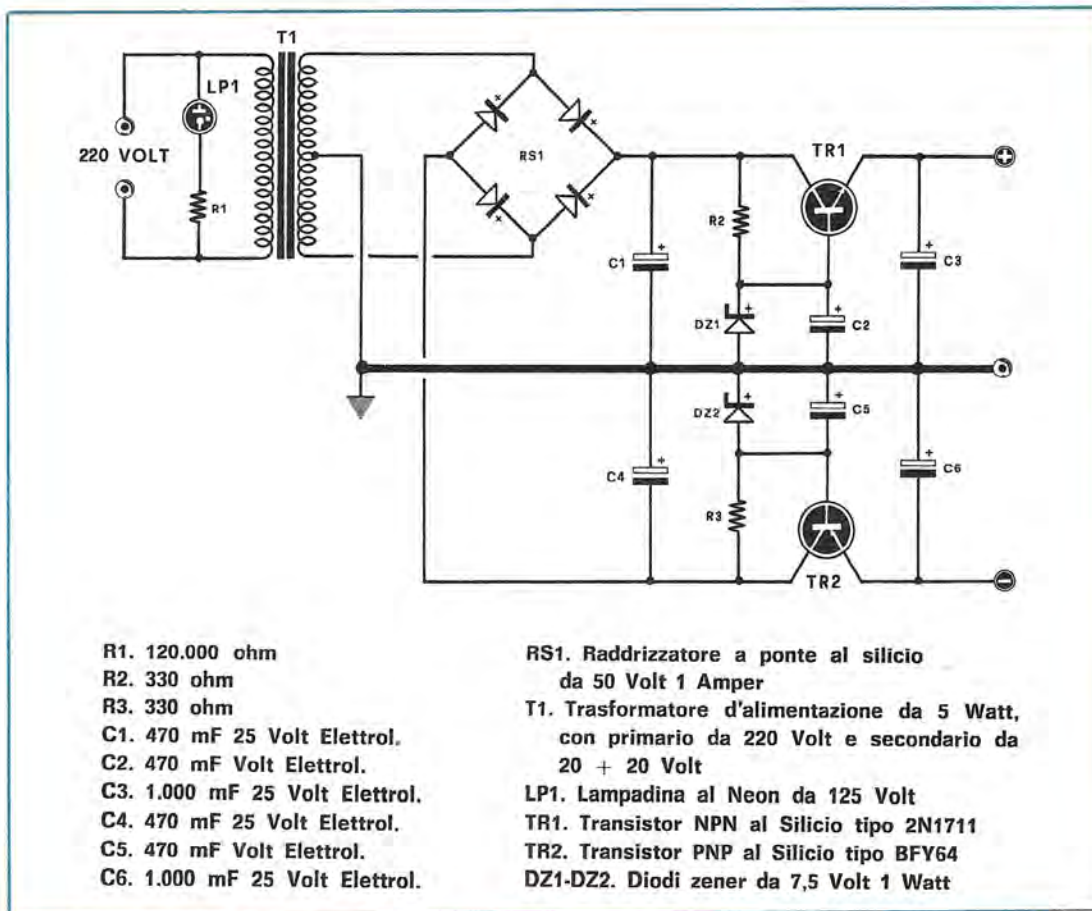 T1
LP1
220 VOLT
R1
RS1
TR1
R2
C1
C3
DZ1
C2
DZ2
C5
C4
C6
R3
TR2
R1. 120.000 ohm
R2. 330 ohm
R3. 330 ohm
C1. 470 mF 25 Volt Elettrol.
C2. 470 mF Volt Elettrol.
C3. 1.000 mF 25 Volt Elettrol.
C4. 470 mF 25 Volt Elettrol.
C5. 470 mF Volt Elettrol.
C6. 1.000 mF 25 Volt Elettrol.
RS1. Raddrizzatore a ponte al silicio
da 50 Volt 1 Amper
T1. Trasformatore d'alimentazione da 5 Watt,
con primario da 220 Volt e secondario da
20 + 20 Volt
LP1. Lampadina al Neon da 125 Volt
TR1. Transistor NPN al Silicio tipo 2N1711
TR2. Transistor PNP al Silicio tipo BFY64
DZ1-DZ2. Diodi zener da 7,5 Volt 1 Watt